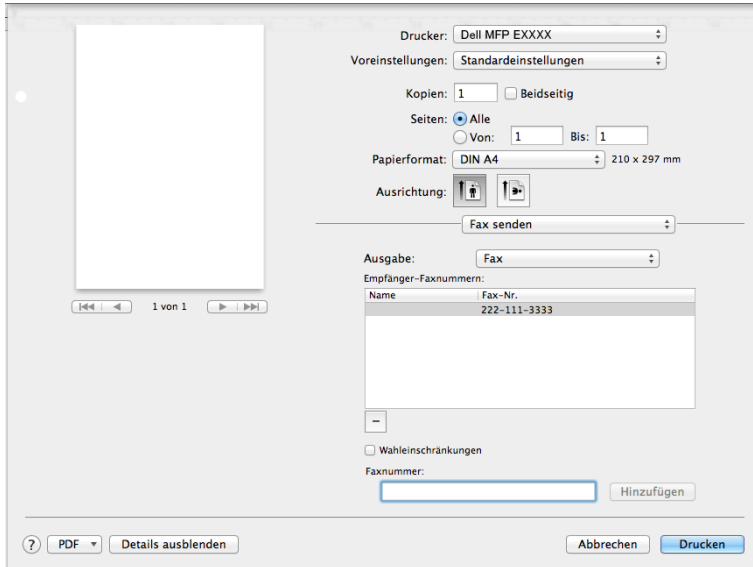 Drucker: Dell MFP EXXXX
Voreinstellungen: Standardeinstellungen
Kopien: 1 Beidseitig
Seiten: Alle
Von: 1 Bis: 1
Papierformat: DIN A4 210 x 297 mm
Ausrichtung:
Fax senden
Ausgabe: Fax
Empfänger-Faxnummern:
Name Fax-Nr.
222-111-3333
1 von 1
−
Wahleinschränkungen
Faxnummer:
Hinzufügen
? PDF Details ausblenden Abbrechen Drucken